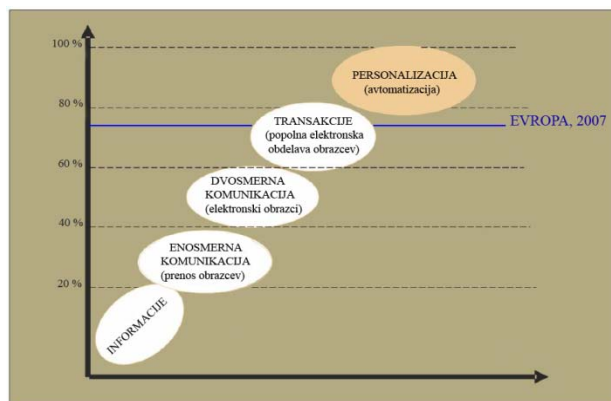 100 %
PERSONALIZACIJA
(avtomatizacija)
80 %
TRANSAKCIJE
(popolna elektronska
obdelava obrazcev)
EVROPA, 2007
60 %
DVOSMERNA
KOMUNIKACIJA
(elektronski obrazci)
40 %
ENOSMERNA
KOMUNIKACIJA
(prenos obrazcev)
20 %
INFORMACIJE